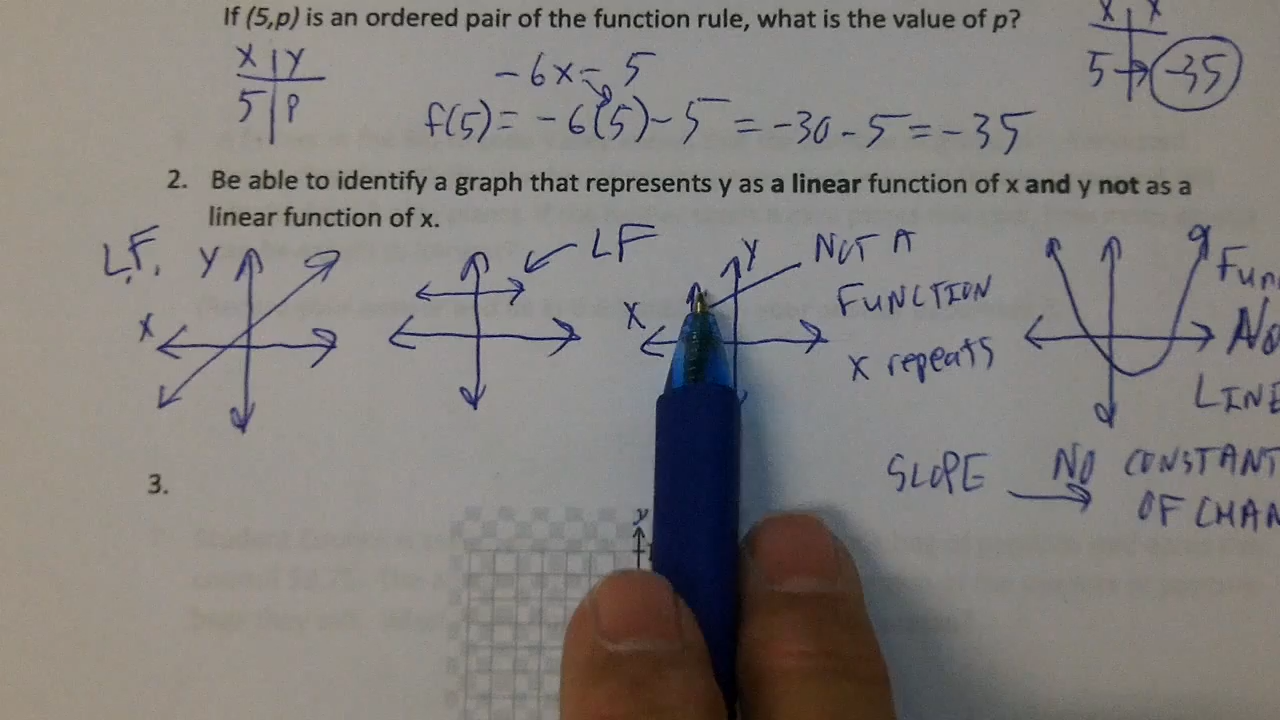 If (5,p) is an ordered pair of the function rule, what is the value of p?
X Y
5 P
-6x - 5
f(5) = -6(5) - 5 = -30 - 5 = -35
X Y
5 → -35
2. Be able to identify a graph that represents y as a linear function of x and y not as a
linear function of x.
L.F. Y
X
LF
Y
X
NOT A
FUNCTION
X repeats
Fun
No
LINE
SLOPE → NO CONSTANT
OF CHAN
3.
y